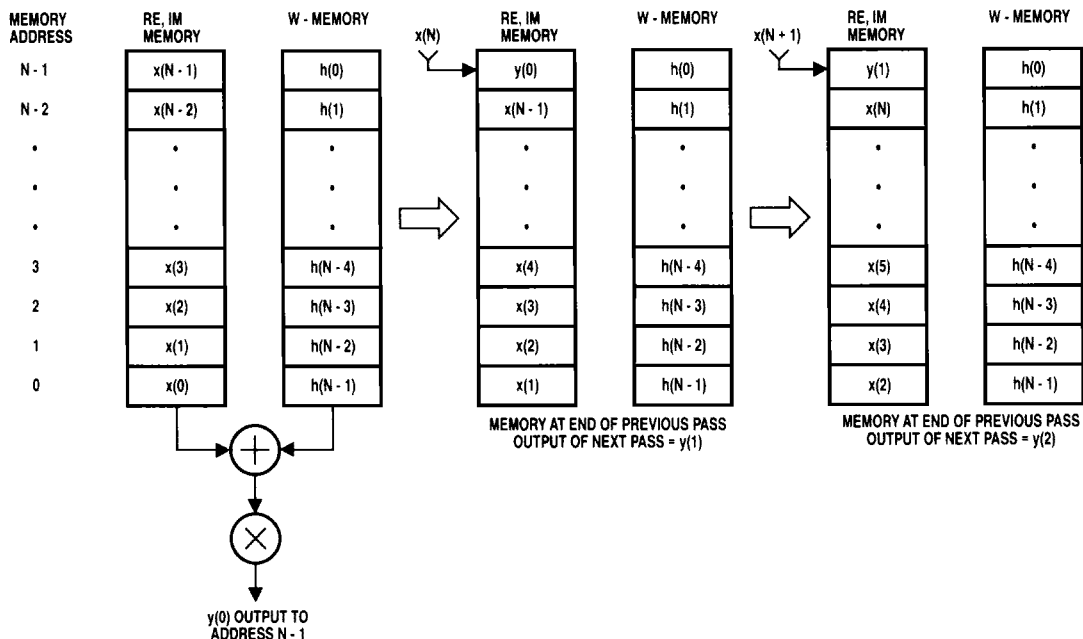 MEMORY ADDRESS
RE, IM MEMORY
W - MEMORY
x(N)
RE, IM MEMORY
W - MEMORY
x(N + 1)
RE, IM MEMORY
W - MEMORY
N - 1 x(N - 1) h(0) y(0) h(0) y(1) h(0)
N - 2 x(N - 2) h(1) x(N - 1) h(1) x(N) h(1)
3 x(3) h(N - 4) x(4) h(N - 4) x(5) h(N - 4)
2 x(2) h(N - 3) x(3) h(N - 3) x(4) h(N - 3)
1 x(1) h(N - 2) x(2) h(N - 2) x(3) h(N - 2)
0 x(0) h(N - 1) x(1) h(N - 1) x(2) h(N - 1)
MEMORY AT END OF PREVIOUS PASS
OUTPUT OF NEXT PASS = y(1)
MEMORY AT END OF PREVIOUS PASS
OUTPUT OF NEXT PASS = y(2)
+
×
y(0) OUTPUT TO
ADDRESS N - 1